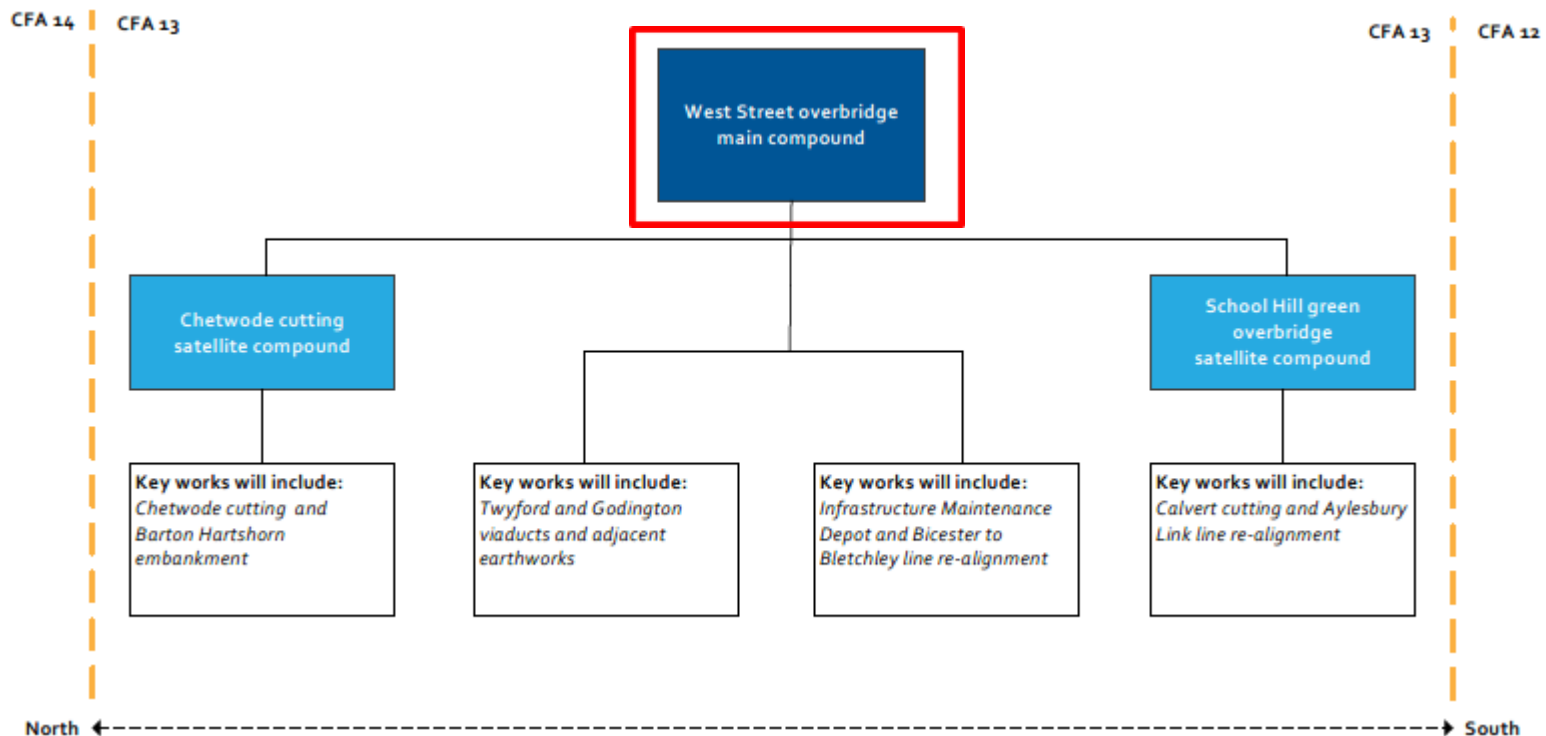 CFA 14
CFA 13
CFA 13
CFA 12
West Street overbridge
main compound
Chetwode cutting
satellite compound
School Hill green
overbridge
satellite compound
Key works will include:
Chetwode cutting and
Barton Hartshorn
embankment
Key works will include:
Twyford and Godington
viaducts and adjacent
earthworks
Key works will include:
Infrastructure Maintenance
Depot and Bicester to
Bletchley line re-alignment
Key works will include:
Calvert cutting and Aylesbury
Link line re-alignment
North
South